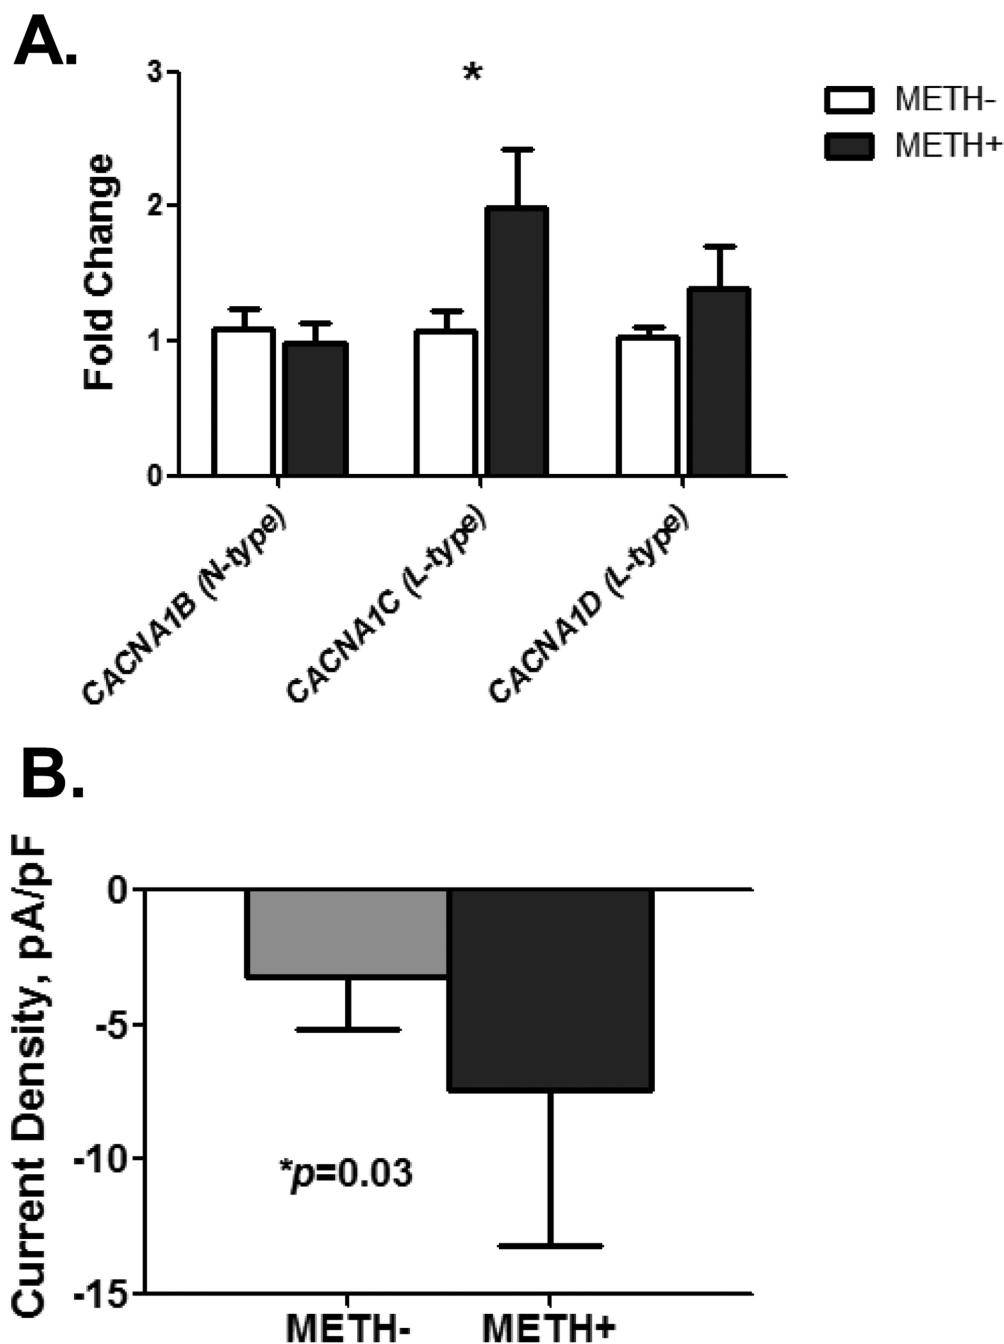 A.
3
*
METH-
METH+
2
Fold Change
1
0
CACNA1B (N-type)
CACNA1C (L-type)
CACNA1D (L-type)
B.
0
-5
Current Density, pA/pF
-10
*p=0.03
-15
METH-
METH+